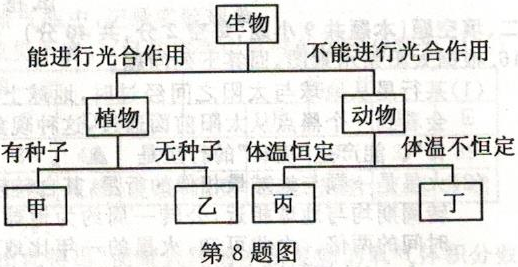 生物
能进行光合作用 不能进行光合作用
植物 动物
有种子 无种子 体温恒定 体温不恒定
甲 乙 丙 丁
第8题图